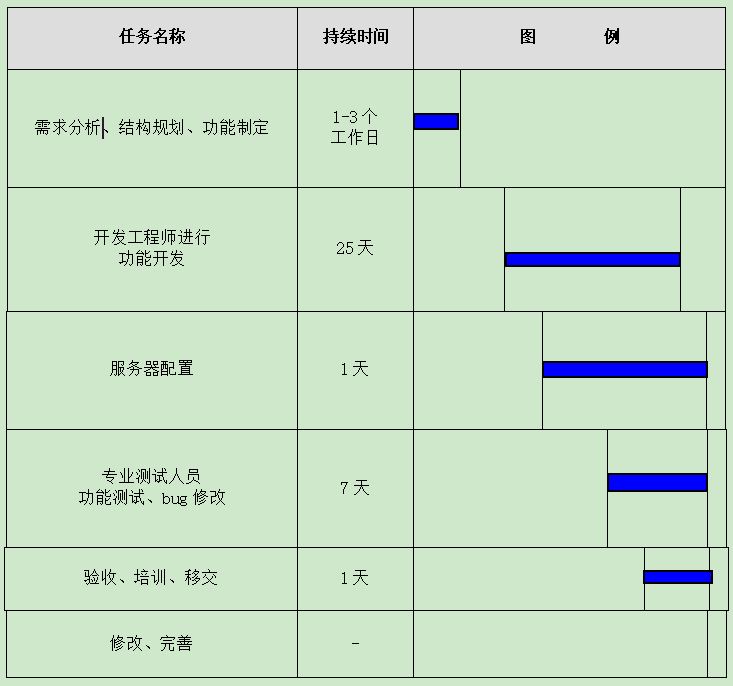 任务名称
持续时间
图 例
需求分析、结构规划、功能制定
1-3个
工作日
开发工程师进行
功能开发
25天
服务器配置
1天
专业测试人员
功能测试、bug修改
7天
验收、培训、移交
1天
修改、完善
-